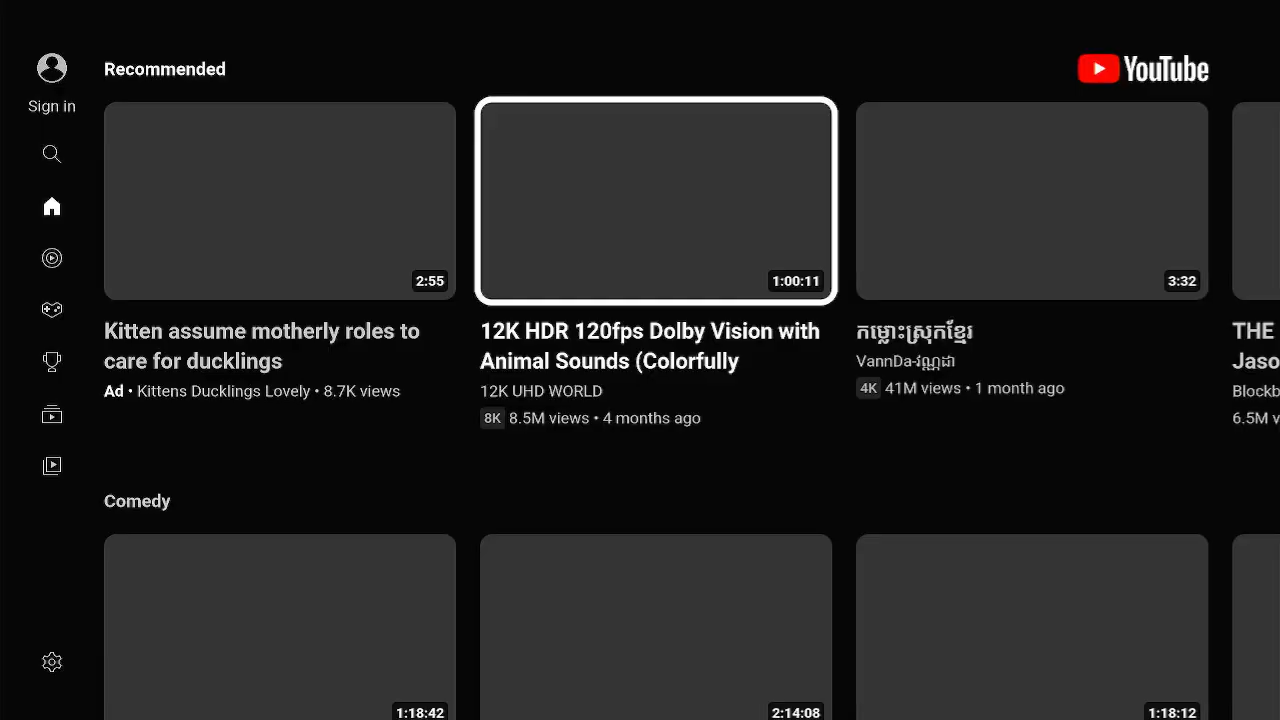 Recommended
YouTube
Sign in
2:55
1:00:11
3:32
Kitten assume motherly roles to
care for ducklings
Ad • Kittens Ducklings Lovely • 8.7K views
12K HDR 120fps Dolby Vision with
Animal Sounds (Colorfully
12K UHD WORLD
8K 8.5M views • 4 months ago
កម្លោះស្រុកខ្មែរ
VannDa-វណ្ណដា
4K 41M views • 1 month ago
THE
Jaso
Blockb
6.5M v
Comedy
1:18:42
2:14:08
1:18:12